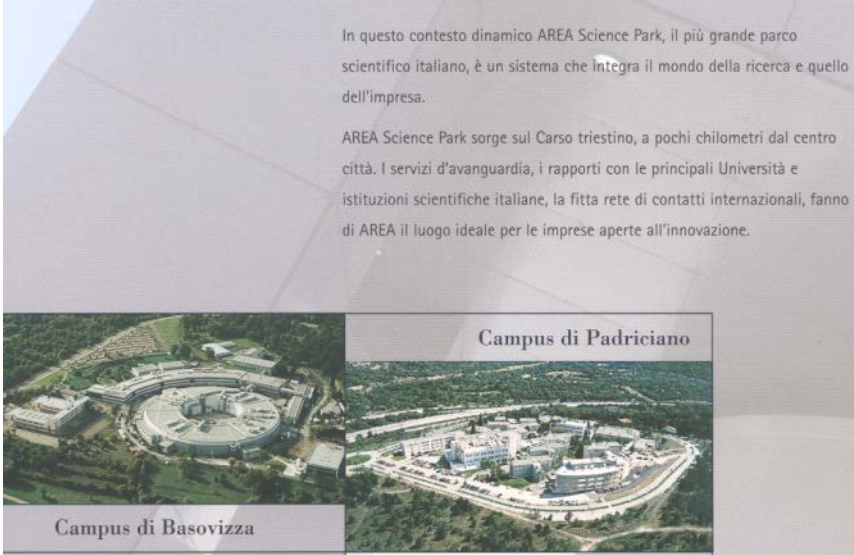 In questo contesto dinamico AREA Science Park, il più grande parco
scientifico italiano, è un sistema che integra il mondo della ricerca e quello
dell'impresa.
AREA Science Park sorge sul Carso triestino, a pochi chilometri dal centro
città. I servizi d'avanguardia, i rapporti con le principali Università e
istituzioni scientifiche italiane, la fitta rete di contatti internazionali, fanno
di AREA il luogo ideale per le imprese aperte all'innovazione.
Campus di Padriciano
Campus di Basovizza